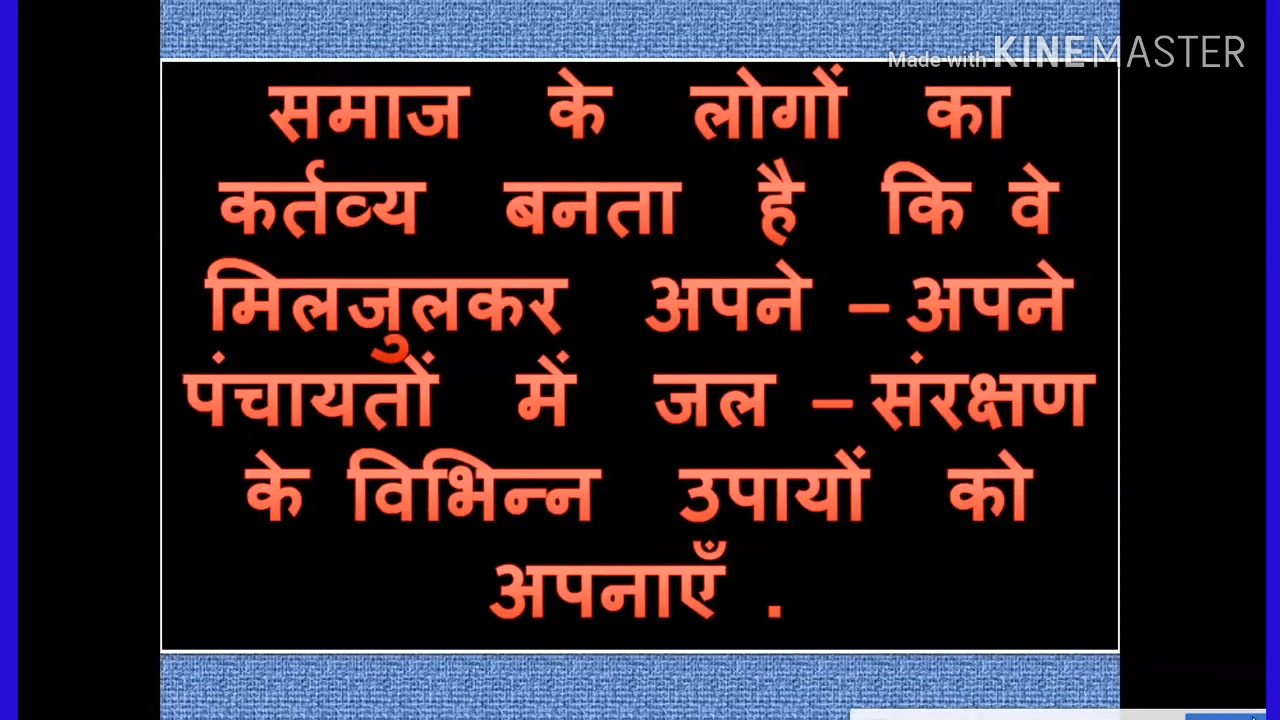 Made with KINEMASTER
समाज के लोगों का
कर्तव्य बनता है कि वे
मिलजुलकर अपने – अपने
पंचायतों में जल – संरक्षण
के विभिन्न उपायों को
अपनाएँ .